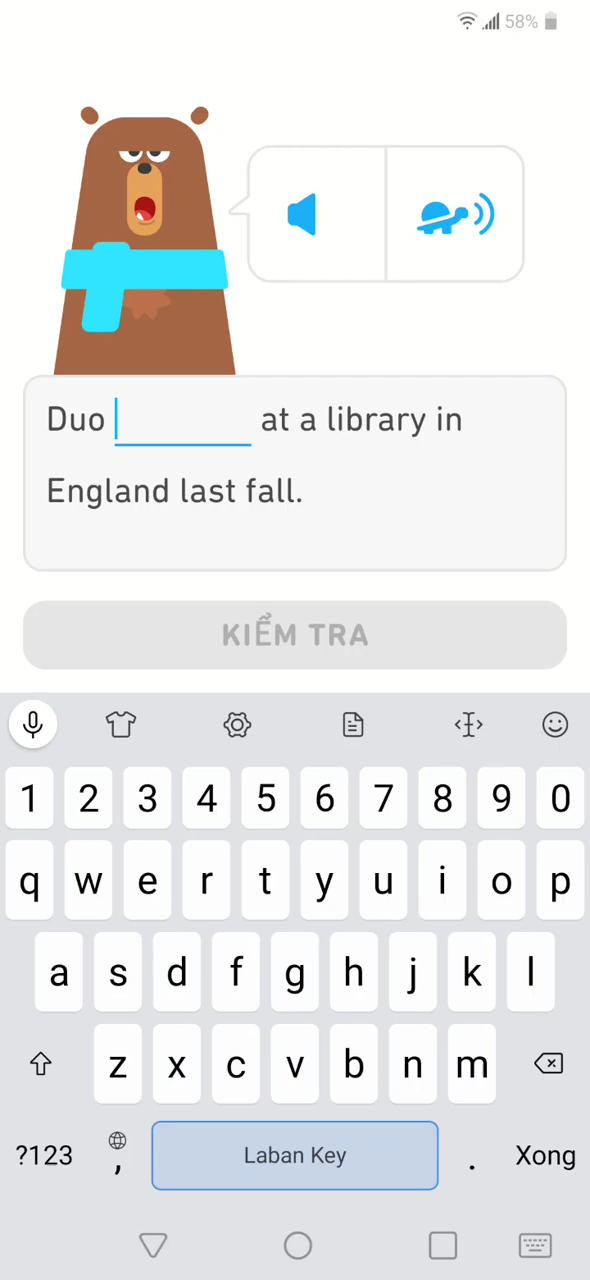 58%
Duo ________ at a library in
England last fall.
KIỂM TRA
1 2 3 4 5 6 7 8 9 0
q w e r t y u i o p
a s d f g h j k l
z x c v b n m
?123 , Laban Key . Xong